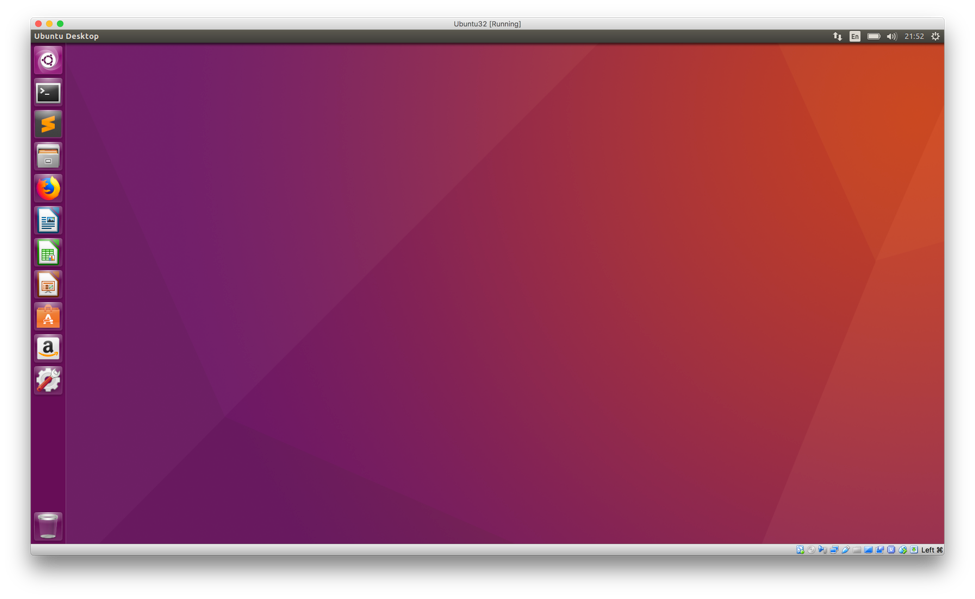 Ubuntu32 [Running]
Ubuntu Desktop
En
21:52
Left ⌘